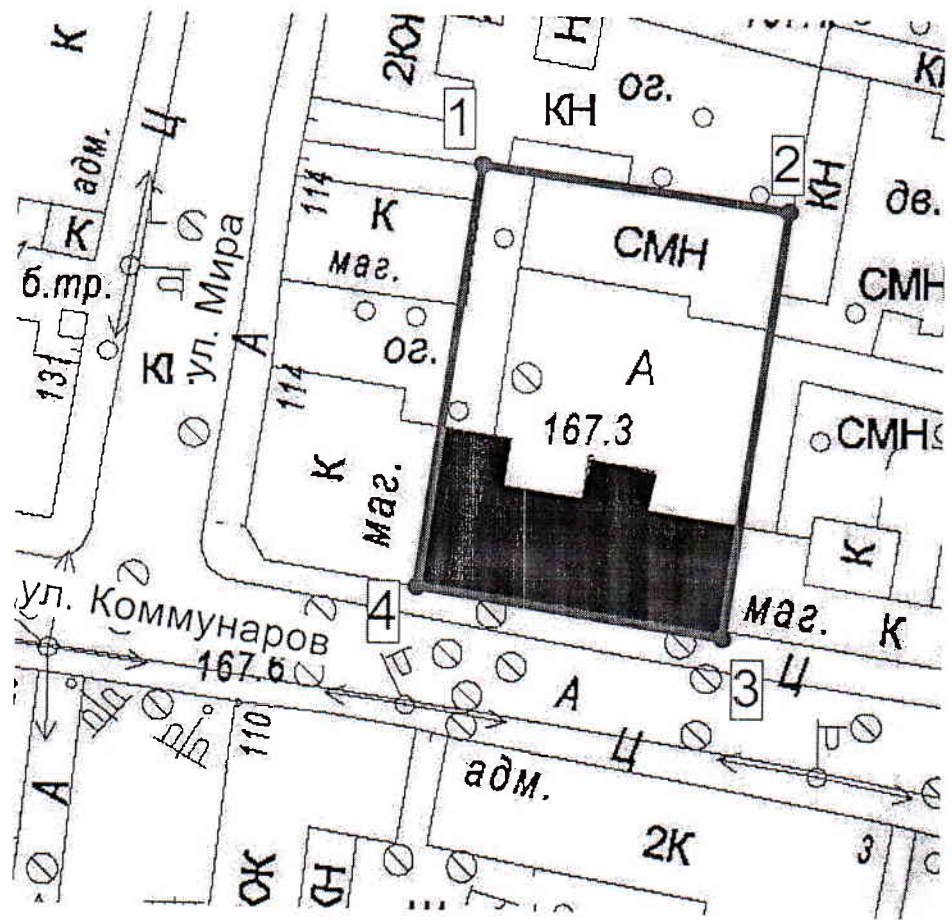 К
2КЖ
Н
К
ог.
КН
1
Ц
адм.
2
КН
114
К
дв.
К
маг.
СМН
СМН
б.тр.
ул. Мира
А
ог.
А
131
КЛ
114
167.3
СМН
К
маг.
К
ул. Коммунаров
4
маг.
К
167.6
3
Ц
А
110
Ц
адм.
А
2К
3